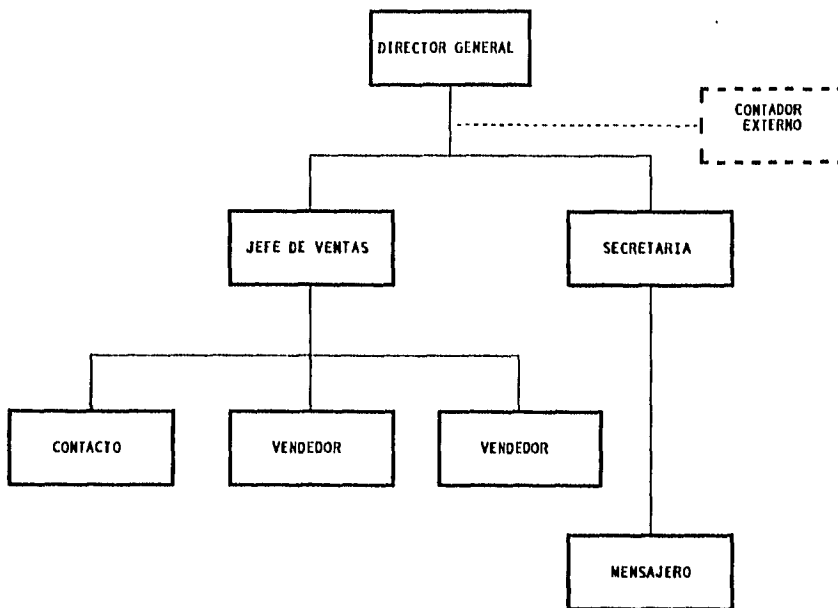 DIRECTOR GENERAL
CONTADOR
EXTERNO
JEFE DE VENTAS
SECRETARIA
CONTACTO
VENDEDOR
VENDEDOR
MENSAJERO